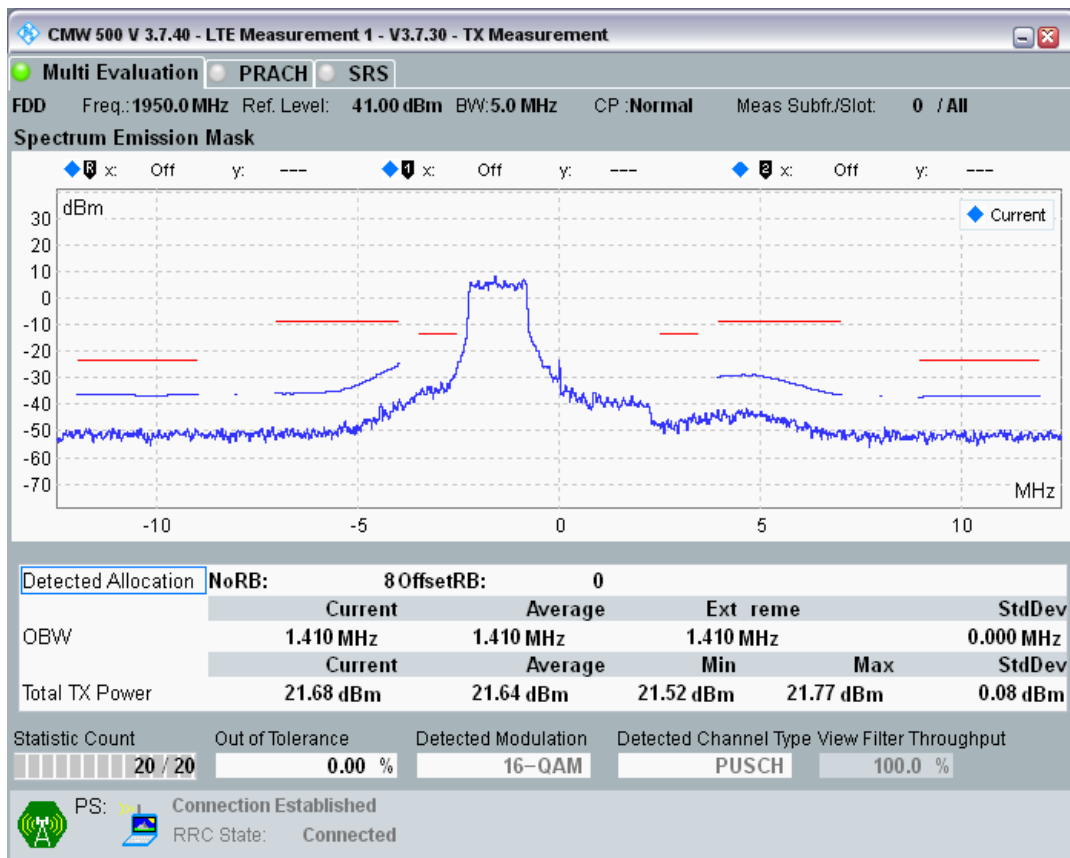 CMW 500 V 3.7.40 - LTE Measurement 1 - V3.7.30 - TX Measurement
Multi Evaluation PRACH SRS
FDD Freq.: 1950.0 MHz Ref. Level: 41.00 dBm BW: 5.0 MHz CP : Normal Meas Subfr./Slot: 0 / All
Spectrum Emission Mask
R x: Off y: --- 1 x: Off y: --- 2 x: Off y: ---
dBm
Current
30
20
10
0
-10
-20
-30
-40
-50
-60
-70
MHz
-10 -5 0 5 10
Detected Allocation NoRB: 8 OffsetRB: 0
Current Average Ext reme StdDev
OBW 1.410 MHz 1.410 MHz 1.410 MHz 0.000 MHz
Current Average Min Max StdDev
Total TX Power 21.68 dBm 21.64 dBm 21.52 dBm 21.77 dBm 0.08 dBm
Statistic Count Out of Tolerance Detected Modulation Detected Channel Type View Filter Throughput
20 / 20 0.00 % 16-QAM PUSCH 100.0 %
PS: Connection Established
RRC State: Connected